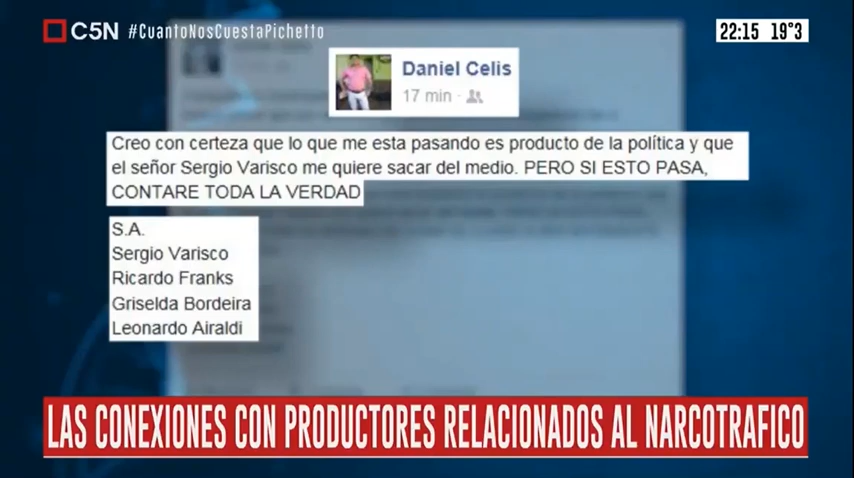 C5N #CuantoNosCuestaPichetto
22:15 19°3
Daniel Celis
17 min ·
Creo con certeza que lo que me esta pasando es producto de la política y que
el señor Sergio Varisco me quiere sacar del medio. PERO SI ESTO PASA,
CONTARE TODA LA VERDAD
S.A.
Sergio Varisco
Ricardo Franks
Griselda Bordeira
Leonardo Airaldi
LAS CONEXIONES CON PRODUCTORES RELACIONADOS AL NARCOTRAFICO